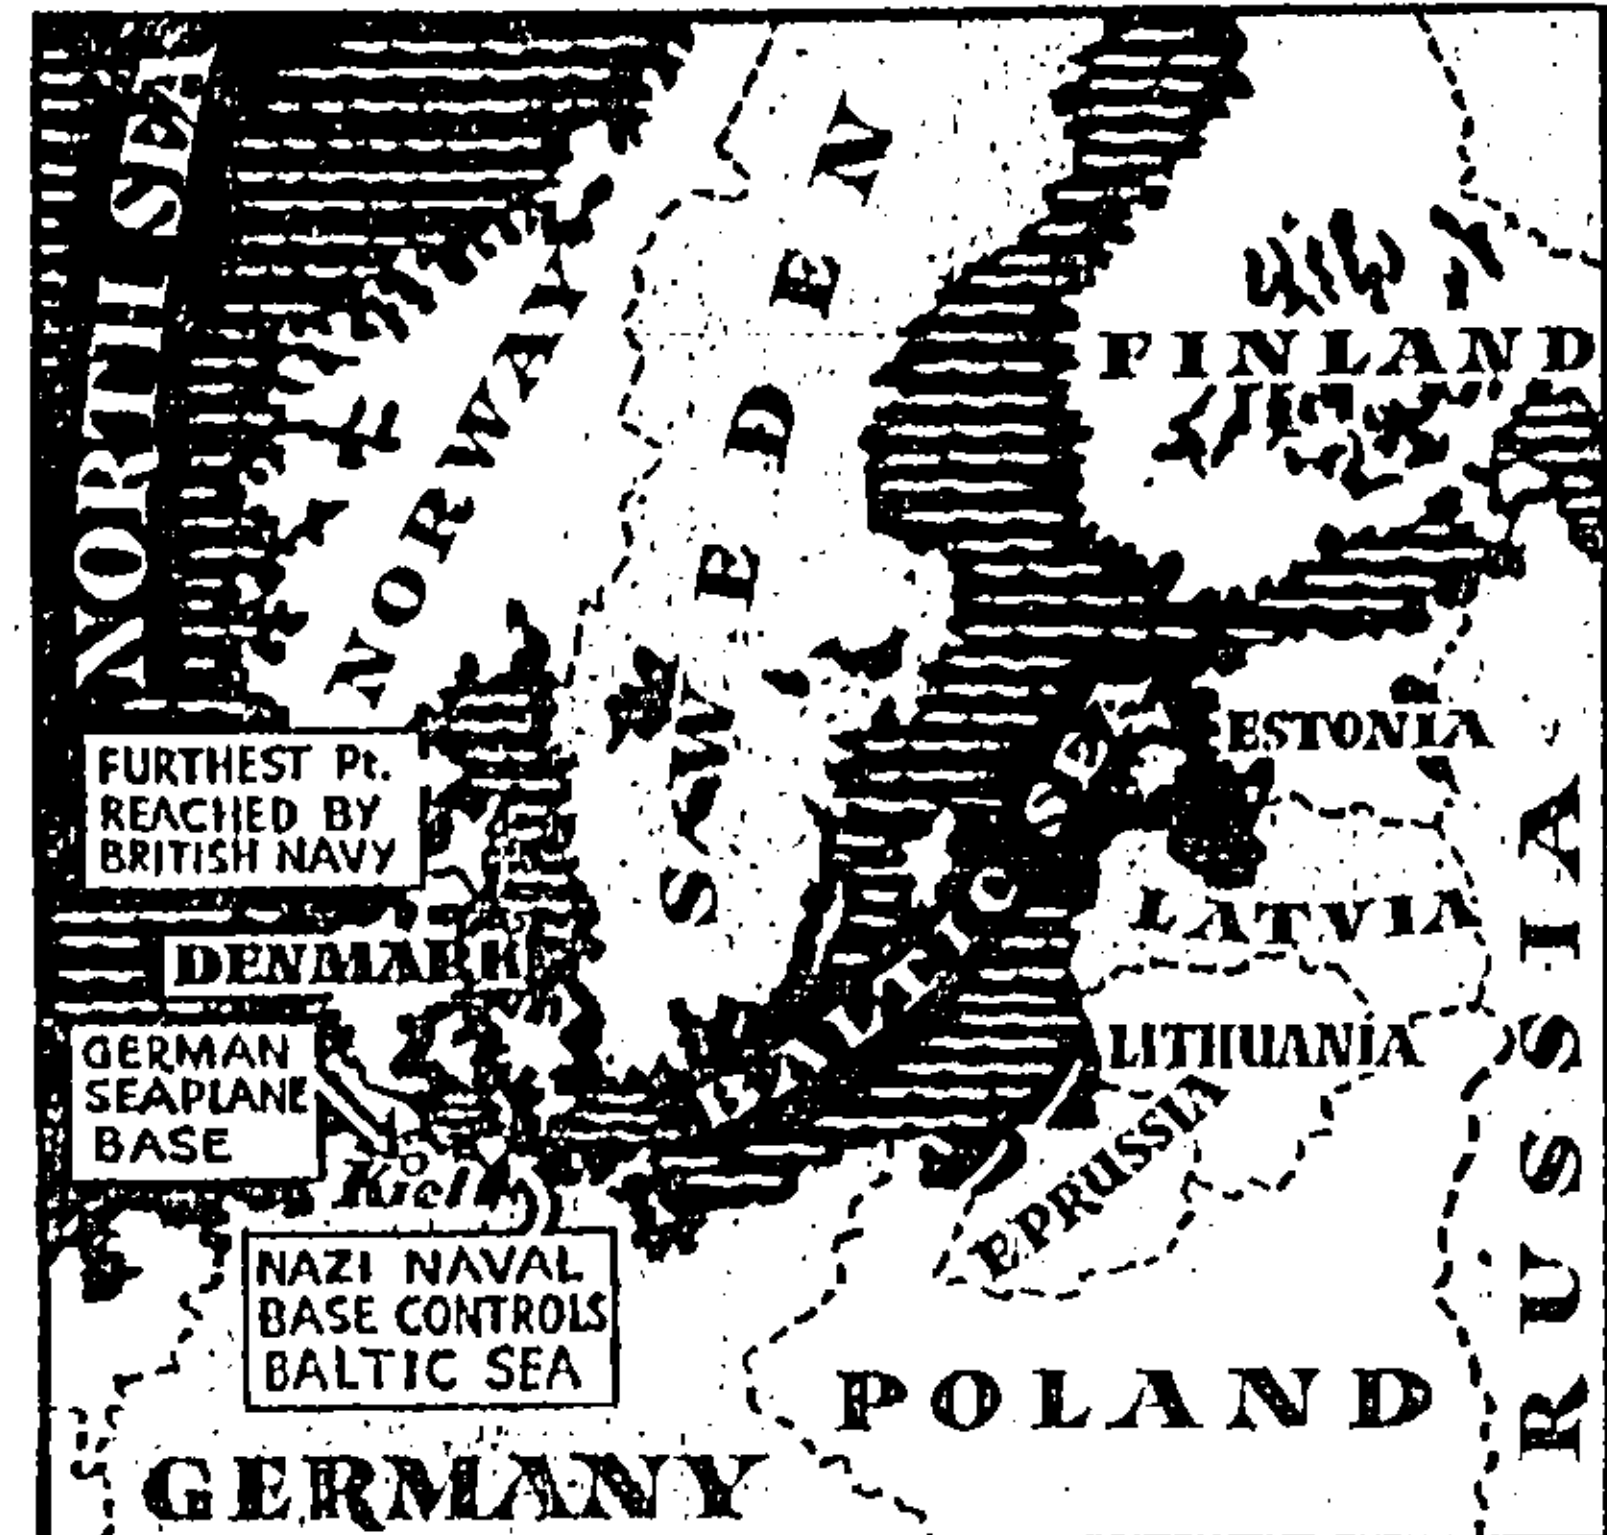 NORTH SEA
NORWAY
SWEDEN
FINLAND
ESTONIA
BALTIC SEA
LATVIA
LITHUANIA
RUSSIA
FURTHEST Pt.
REACHED BY
BRITISH NAVY
DENMARK
GERMAN
SEAPLANE
BASE
Kiel
E PRUSSIA
NAZI NAVAL
BASE CONTROLS
BALTIC SEA
POLAND
GERMANY